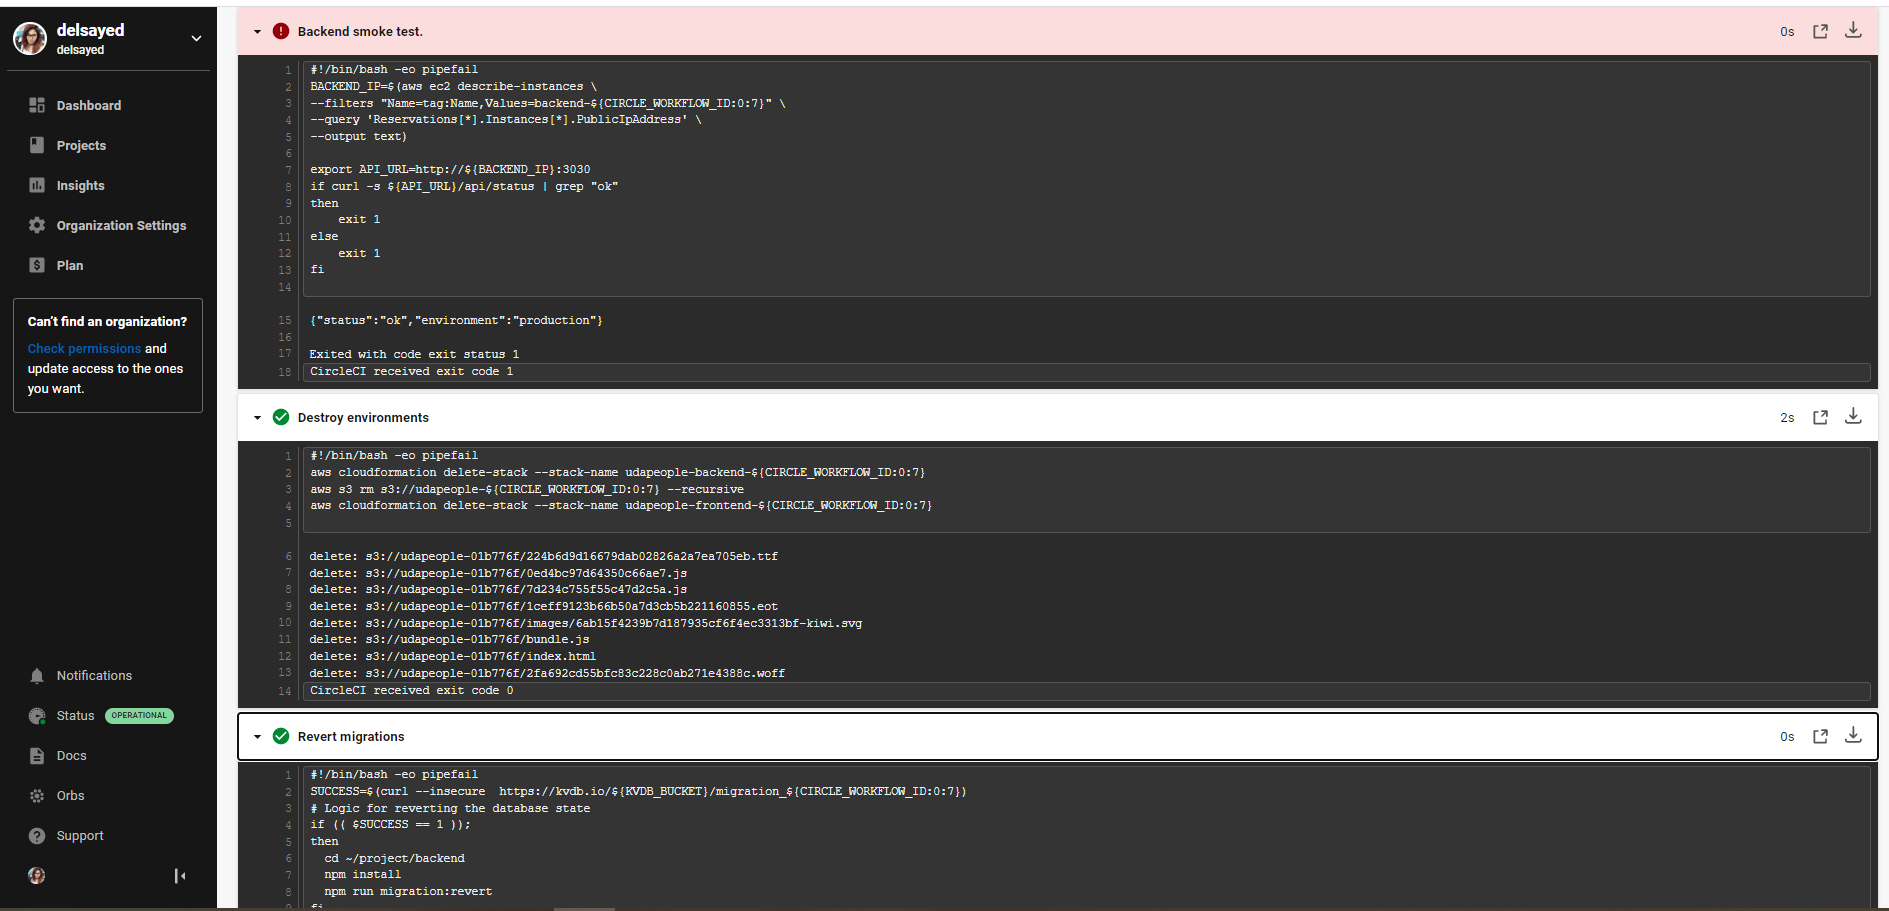 delsayed
delsayed
Dashboard
Projects
Insights
Organization Settings
Plan
Can't find an organization?
Check permissions and
update access to the ones
you want.
Notifications
Status OPERATIONAL
Docs
Orbs
Support
Backend smoke test. 0s
1 #!/bin/bash -eo pipefail
2 BACKEND_IP=$(aws ec2 describe-instances \
3 --filters "Name=tag:Name,Values=backend-${CIRCLE_WORKFLOW_ID:0:7}" \
4 --query 'Reservations[*].Instances[*].PublicIpAddress' \
5 --output text)
6
7 export API_URL=http://${BACKEND_IP}:3030
8 if curl -s ${API_URL}/api/status | grep "ok"
9 then
10 exit 1
11 else
12 exit 1
13 fi
14
15 {"status":"ok","environment":"production"}
16
17 Exited with code exit status 1
18 CircleCI received exit code 1
Destroy environments 2s
1 #!/bin/bash -eo pipefail
2 aws cloudformation delete-stack --stack-name udapeople-backend-${CIRCLE_WORKFLOW_ID:0:7}
3 aws s3 rm s3://udapeople-${CIRCLE_WORKFLOW_ID:0:7} --recursive
4 aws cloudformation delete-stack --stack-name udapeople-frontend-${CIRCLE_WORKFLOW_ID:0:7}
5
6 delete: s3://udapeople-01b776f/224b6d9d16679dab02826a2a7ea705eb.ttf
7 delete: s3://udapeople-01b776f/0ed4bc97d64350c66ae7.js
8 delete: s3://udapeople-01b776f/7d234c755f55c47d2c5a.js
9 delete: s3://udapeople-01b776f/1ceff9123b66b50a7d3cb5b221160855.eot
10 delete: s3://udapeople-01b776f/images/6ab15f4239b7d187935cf6f4ec3313bf-kiwi.svg
11 delete: s3://udapeople-01b776f/bundle.js
12 delete: s3://udapeople-01b776f/index.html
13 delete: s3://udapeople-01b776f/2fa692cd55bfc83c228c0ab271e4388c.woff
14 CircleCI received exit code 0
Revert migrations 0s
1 #!/bin/bash -eo pipefail
2 SUCCESS=$(curl --insecure  https://kvdb.io/${KVDB_BUCKET}/migration_${CIRCLE_WORKFLOW_ID:0:7})
3 # Logic for reverting the database state
4 if (( $SUCCESS == 1 ));
5 then
6 cd ~/project/backend
7 npm install
8 npm run migration:revert
9 fi